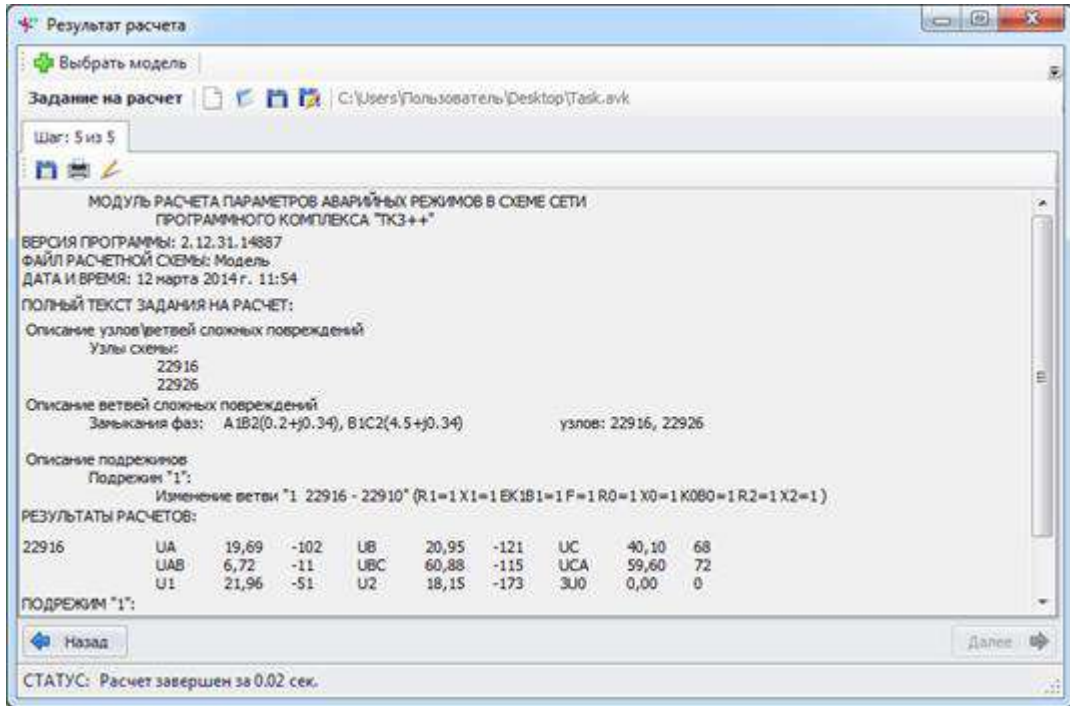 Результат расчета
Выбрать модель
Задание на расчет C:\Users\Пользователь\Desktop\Task.avk
Шаг: 5 из 5
МОДУЛЬ РАСЧЕТА ПАРАМЕТРОВ АВАРИЙНЫХ РЕЖИМОВ В СХЕМЕ СЕТИ
ПРОГРАММНОГО КОМПЛЕКСА "ТКЗ++"
ВЕРСИЯ ПРОГРАММЫ: 2.12.31.14887
ФАЙЛ РАСЧЕТНОЙ СХЕМЫ: Модель
ДАТА И ВРЕМЯ: 12 марта 2014 г. 11:54
ПОЛНЫЙ ТЕКСТ ЗАДАНИЯ НА РАСЧЕТ:
Описание узлов\ветвей сложных повреждений
Узлы схемы:
22916
22926
Описание ветвей сложных повреждений
Замыкания фаз: A1B2(0.2+j0.34), B1C2(4.5+j0.34) узлов: 22916, 22926
Описание подрежимов
Подрежим "1":
Изменение ветви "1 22916 - 22910" (R1=1 X1=1 EK1B1=1 F=1 R0=1 X0=1 K0B0=1 R2=1 X2=1 )
РЕЗУЛЬТАТЫ РАСЧЕТОВ:
22916 UA 19,69 -102 UB 20,95 -121 UC 40,10 68
UAB 6,72 -11 UBC 60,88 -115 UCA 59,60 72
U1 21,96 -51 U2 18,15 -173 3U0 0,00 0
ПОДРЕЖИМ "1":
Назад Далее
СТАТУС: Расчет завершен за 0.02 сек.